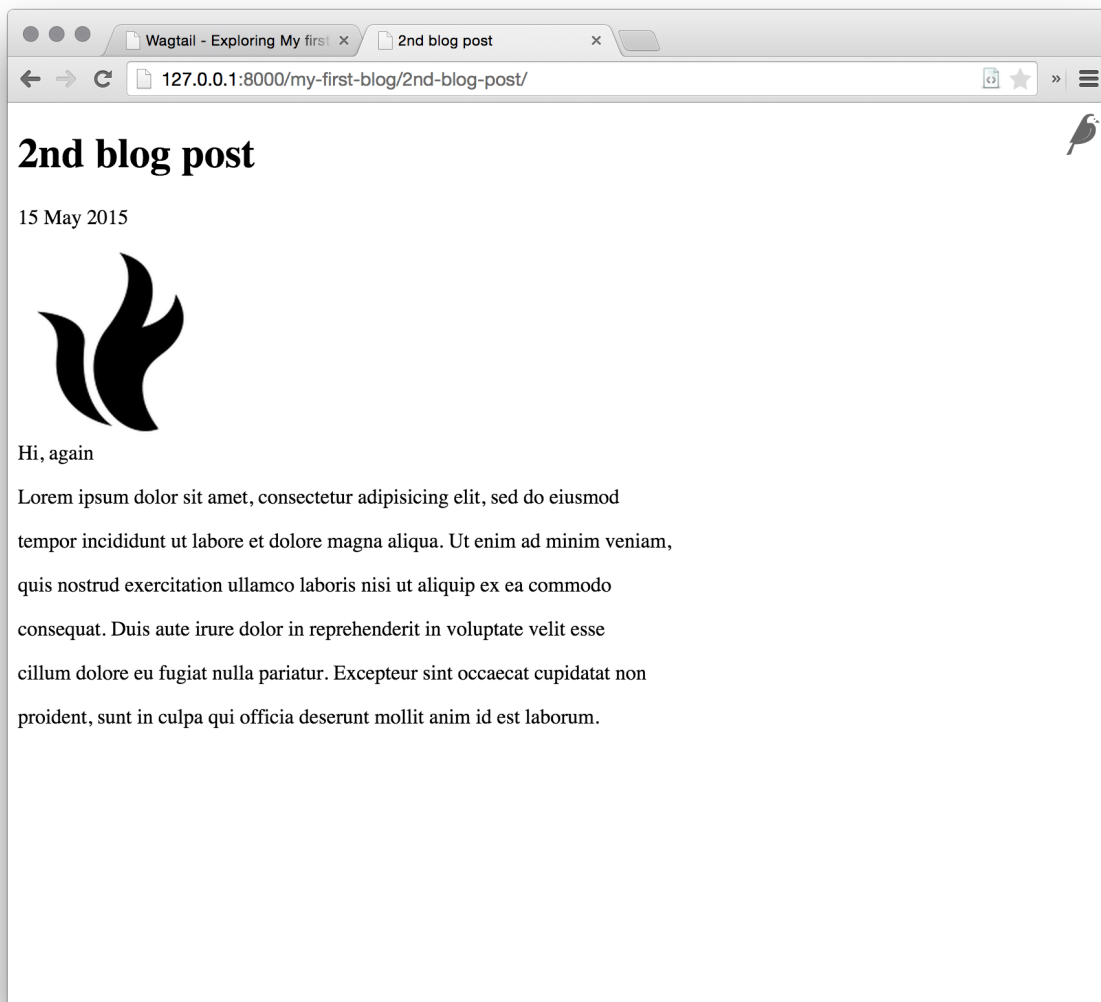 Wagtail - Exploring My first
2nd blog post
127.0.0.1:8000/my-first-blog/2nd-blog-post/
2nd blog post
15 May 2015
Hi, again
Lorem ipsum dolor sit amet, consectetur adipisicing elit, sed do eiusmod
tempor incididunt ut labore et dolore magna aliqua. Ut enim ad minim veniam,
quis nostrud exercitation ullamco laboris nisi ut aliquip ex ea commodo
consequat. Duis aute irure dolor in reprehenderit in voluptate velit esse
cillum dolore eu fugiat nulla pariatur. Excepteur sint occaecat cupidatat non
proident, sunt in culpa qui officia deserunt mollit anim id est laborum.